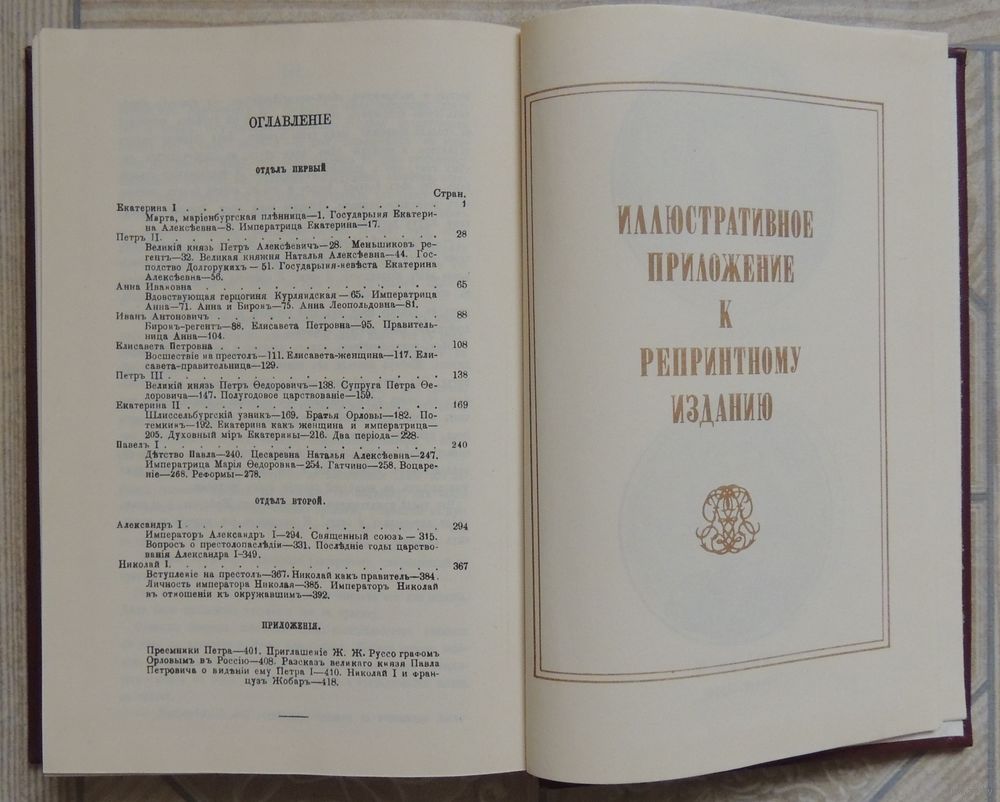 ОГЛАВЛЕНІЕ
ОТДѢЛЪ ПЕРВЫЙ
Стран.
Екатерина I . . . . . . . . . . . . . . 1
Марта, маріенбургская плѣнница—1. Государыня Екатери-
на Алексѣевна—8. Императрица Екатерина—17.
Петръ II . . . . . . . . . . . . . . 28
Великій князь Петръ Алексѣевичъ—28. Меньшиковъ ре-
гентъ—32. Великая княжна Наталья Алексѣевна—44. Гос-
подство Долгорукихъ — 51. Государыня-невѣста Екатерина
Алексѣевна—56.
Анна Ивановна . . . . . . . . . . . . 65
Вдовствующая герцогиня Курляндская — 65. Императрица
Анна—71. Анна и Биронъ—75. Анна Леопольдовна—81.
Иванъ Антоновичъ . . . . . . . . . . . . 88
Биронъ-регентъ—88. Елисавета Петровна—95. Правитель-
ница Анна—104.
Елисавета Петровна . . . . . . . . . . . . 108
Восшествіе на престолъ—111. Елисавета-женщина—117. Ели-
савета-правительница—129.
Петръ III . . . . . . . . . . . . . . 138
Великій князь Петръ Ѳедоровичъ—138. Супруга Петра Ѳе-
доровича—147. Полугодовое царствованіе—159.
Екатерина II . . . . . . . . . . . . . 169
Шлиссельбургскій узникъ—169. Братья Орловы—182. По-
темкинъ—192. Екатерина какъ женщина и императрица—
205. Духовный міръ Екатерины—216. Два періода—228.
Павелъ I . . . . . . . . . . . . . . 240
Дѣтство Павла—240. Цесаревна Наталья Алексѣевна—247.
Императрица Марія Ѳедоровна—254. Гатчино—258. Воцаре-
ніе—268. Реформы—278.
ОТДѢЛЪ ВТОРОЙ.
Александръ I . . . . . . . . . . . . . 294
Императоръ Александръ I—294. Священный союзъ — 315.
Вопросъ о престолонаслѣдіи—331. Послѣдніе годы царство-
ванія Александра I-349.
Николай I . . . . . . . . . . . . . . 367
Вступленіе на престолъ—367. Николай какъ правитель—384.
Личность императора Николая—385. Императоръ Николай
въ отношеніи къ окружавшимъ—392.
ПРИЛОЖЕНІЯ.
Преемники Петра—401. Приглашеніе Ж. Ж. Руссо графомъ
Орловымъ въ Россію—408. Разсказъ великаго князя Павла
Петровича о видѣніи ему Петра I—410. Николай I и фран-
цузъ Жобаръ—418.
ИЛЛЮСТРАТИВНОЕ
ПРИЛОЖЕНИЕ
К
РЕПРИНТНОМУ
ИЗДАНИЮ